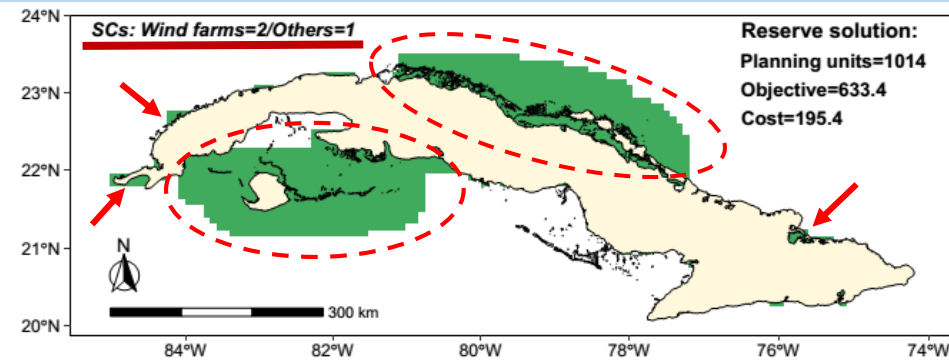 24°N
SCs: Wind farms=2/Others=1
Reserve solution:
Planning units=1014
Objective=633.4
Cost=195.4
23°N
22°N
21°N
20°N
N
300 km
84°W
82°W
80°W
78°W
76°W
74°W